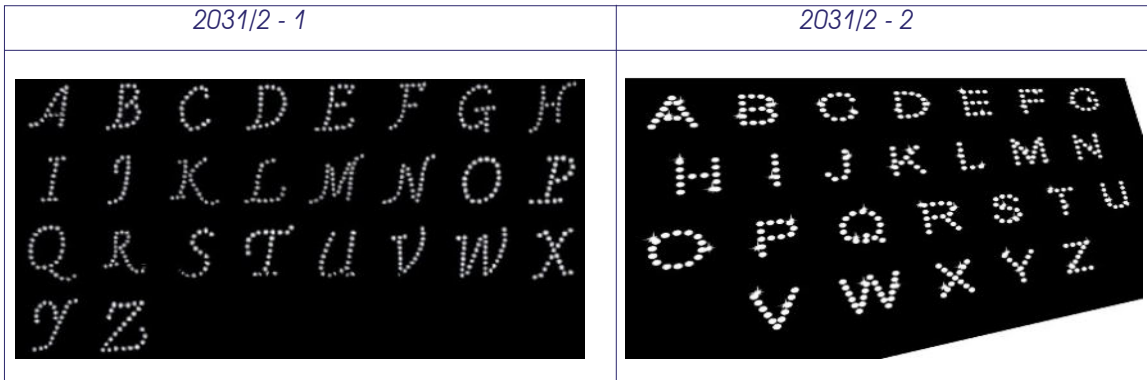 2031/2 - 1
2031/2 - 2
A B C D E F G H
I J K L M N O P
Q R S T U V W X
Y Z
A B C D E F G
H I J K L M N
O P Q R S T U
V W X Y Z